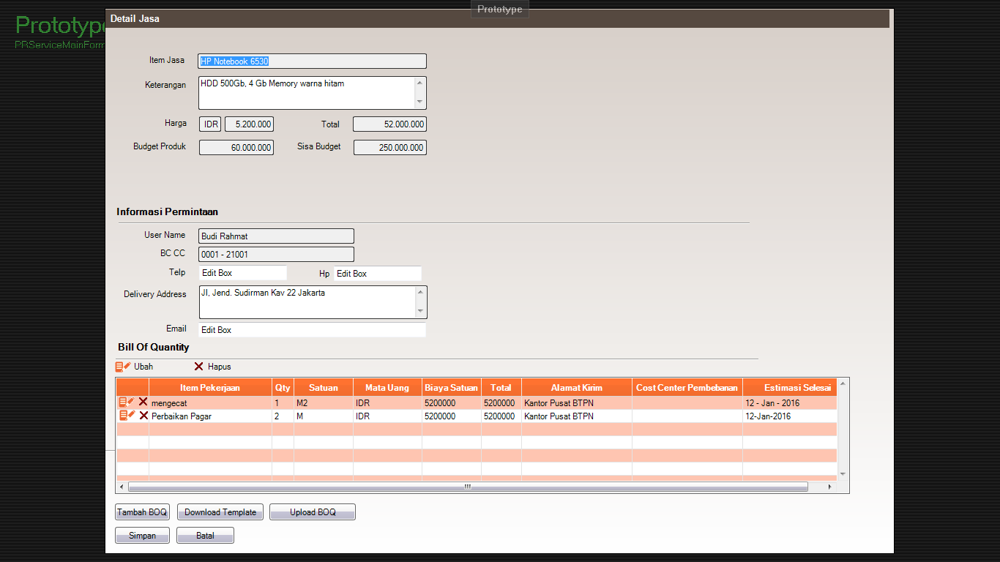 Prototype
Prototype
PRServiceMainForm
Detail Jasa
Item Jasa HP Notebook 6530
Keterangan HDD 500Gb, 4 Gb Memory warna hitam
Harga IDR 5.200.000 Total 52.000.000
Budget Produk 60.000.000 Sisa Budget 250.000.000
Informasi Permintaan
User Name Budi Rahmat
BC CC 0001 - 21001
Telp Edit Box Hp Edit Box
Delivery Address Jl, Jend. Sudirman Kav 22 Jakarta
Email Edit Box
Bill Of Quantity
Ubah Hapus
Item Pekerjaan Qty Satuan Mata Uang Biaya Satuan Total Alamat Kirim Cost Center Pembebanan Estimasi Selesai
mengecat 1 M2 IDR 5200000 5200000 Kantor Pusat BTPN 12 - Jan - 2016
Perbaikan Pagar 2 M IDR 5200000 5200000 Kantor Pusat BTPN 12-Jan-2016
Tambah BOQ Download Template Upload BOQ
Simpan Batal